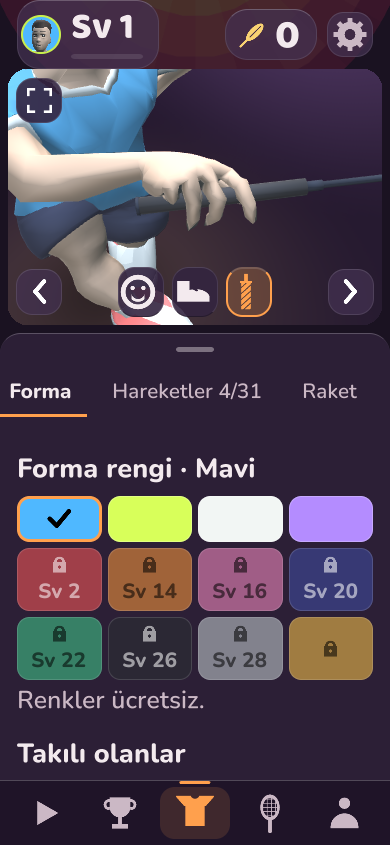 Sv 1
0
Forma
Hareketler 4/31
Raket
Forma rengi · Mavi
Sv 2
Sv 14
Sv 16
Sv 20
Sv 22
Sv 26
Sv 28
Renkler ücretsiz.
Takılı olanlar